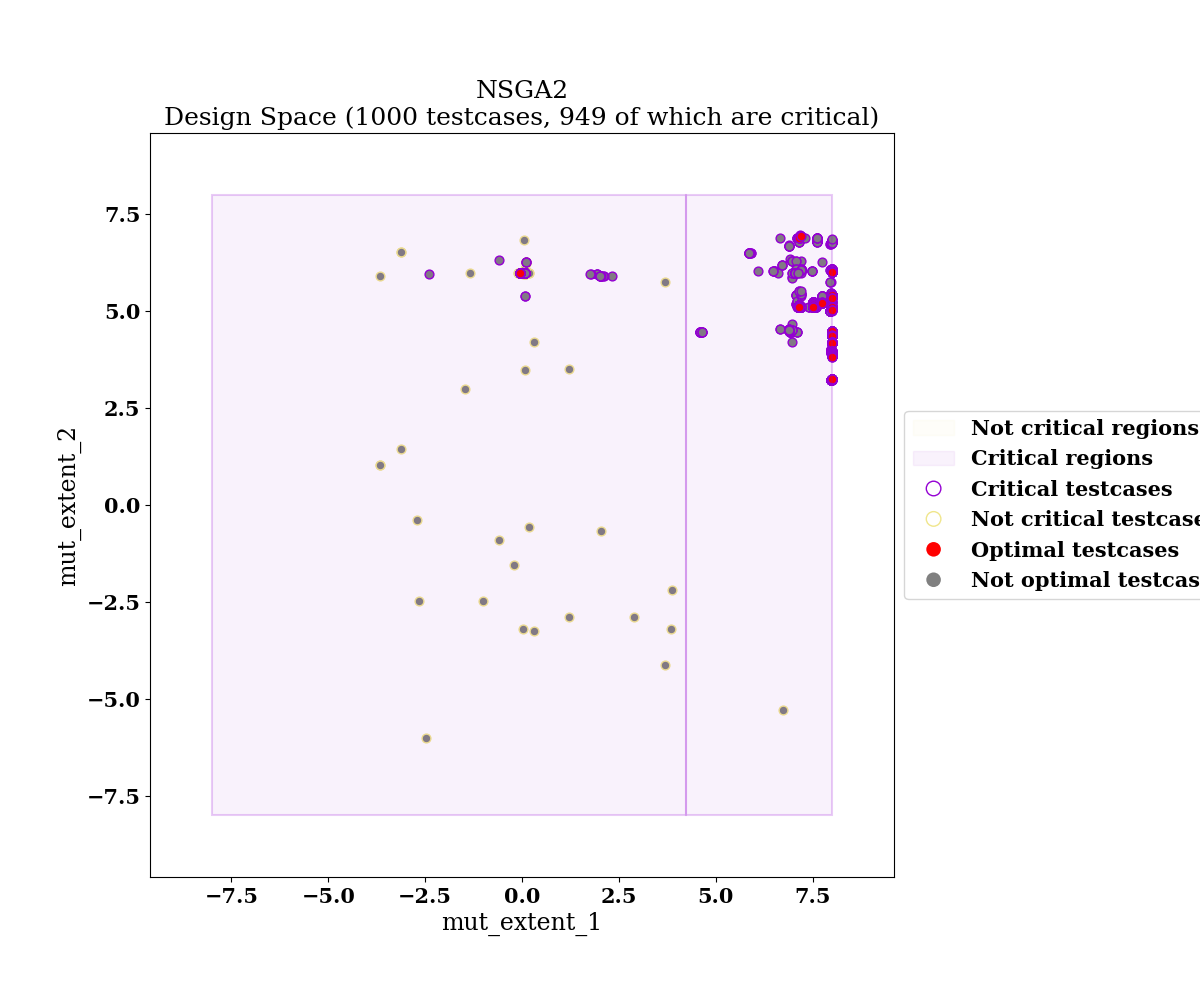 NSGA2
Design Space (1000 testcases, 949 of which are critical)
7.5
5.0
2.5
0.0
−2.5
−5.0
−7.5
mut_extent_2
−7.5 −5.0 −2.5 0.0 2.5 5.0 7.5
mut_extent_1
Not critical regions
Critical regions
Critical testcases
Not critical testcase
Optimal testcases
Not optimal testcas